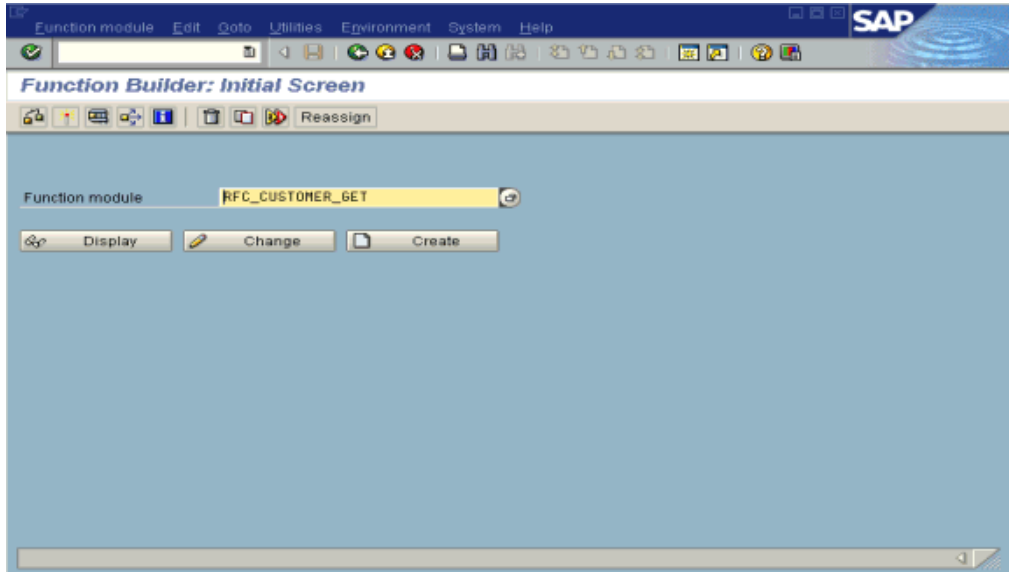 Function module Edit Goto Utilities Environment System Help
SAP
Function Builder: Initial Screen
Reassign
Function module RFC_CUSTOMER_GET
Display Change Create